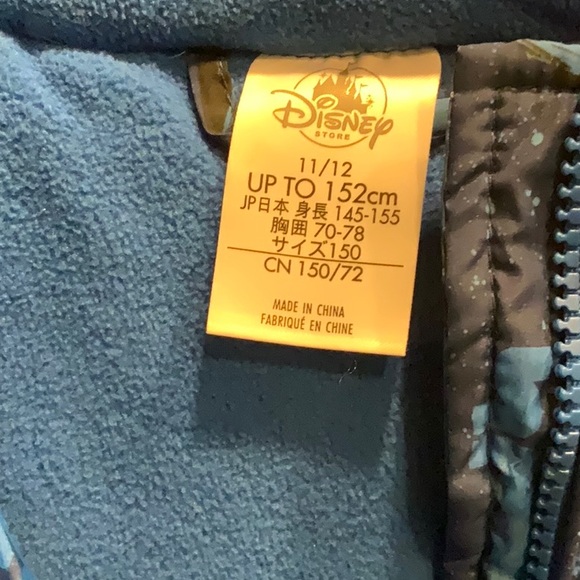 Disney
STORE
11/12
UP TO 152cm
JP日本 身長 145-155
胸囲 70-78
サイズ150
CN 150/72
MADE IN CHINA
FABRIQUÉ EN CHINE